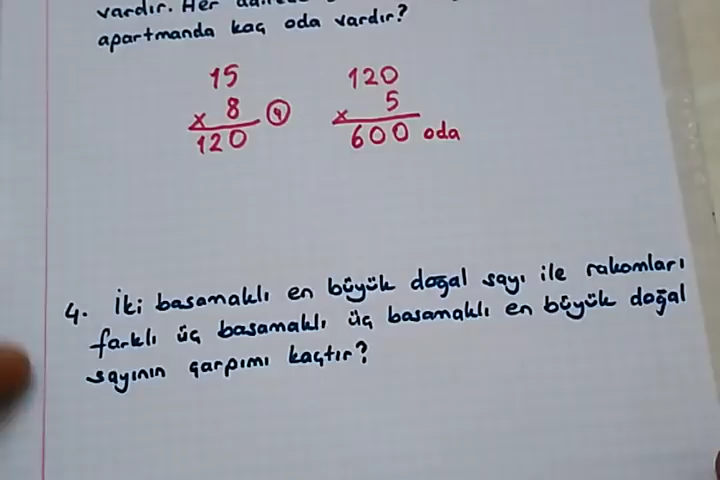 vardır. Her
apartmanda kaç oda vardır?
15 120
x 8 4 x 5
120 600 oda
4. İki basamaklı en büyük doğal sayı ile rakamları
farklı üç basamaklı üç basamaklı en büyük doğal
sayının çarpımı kaçtır?